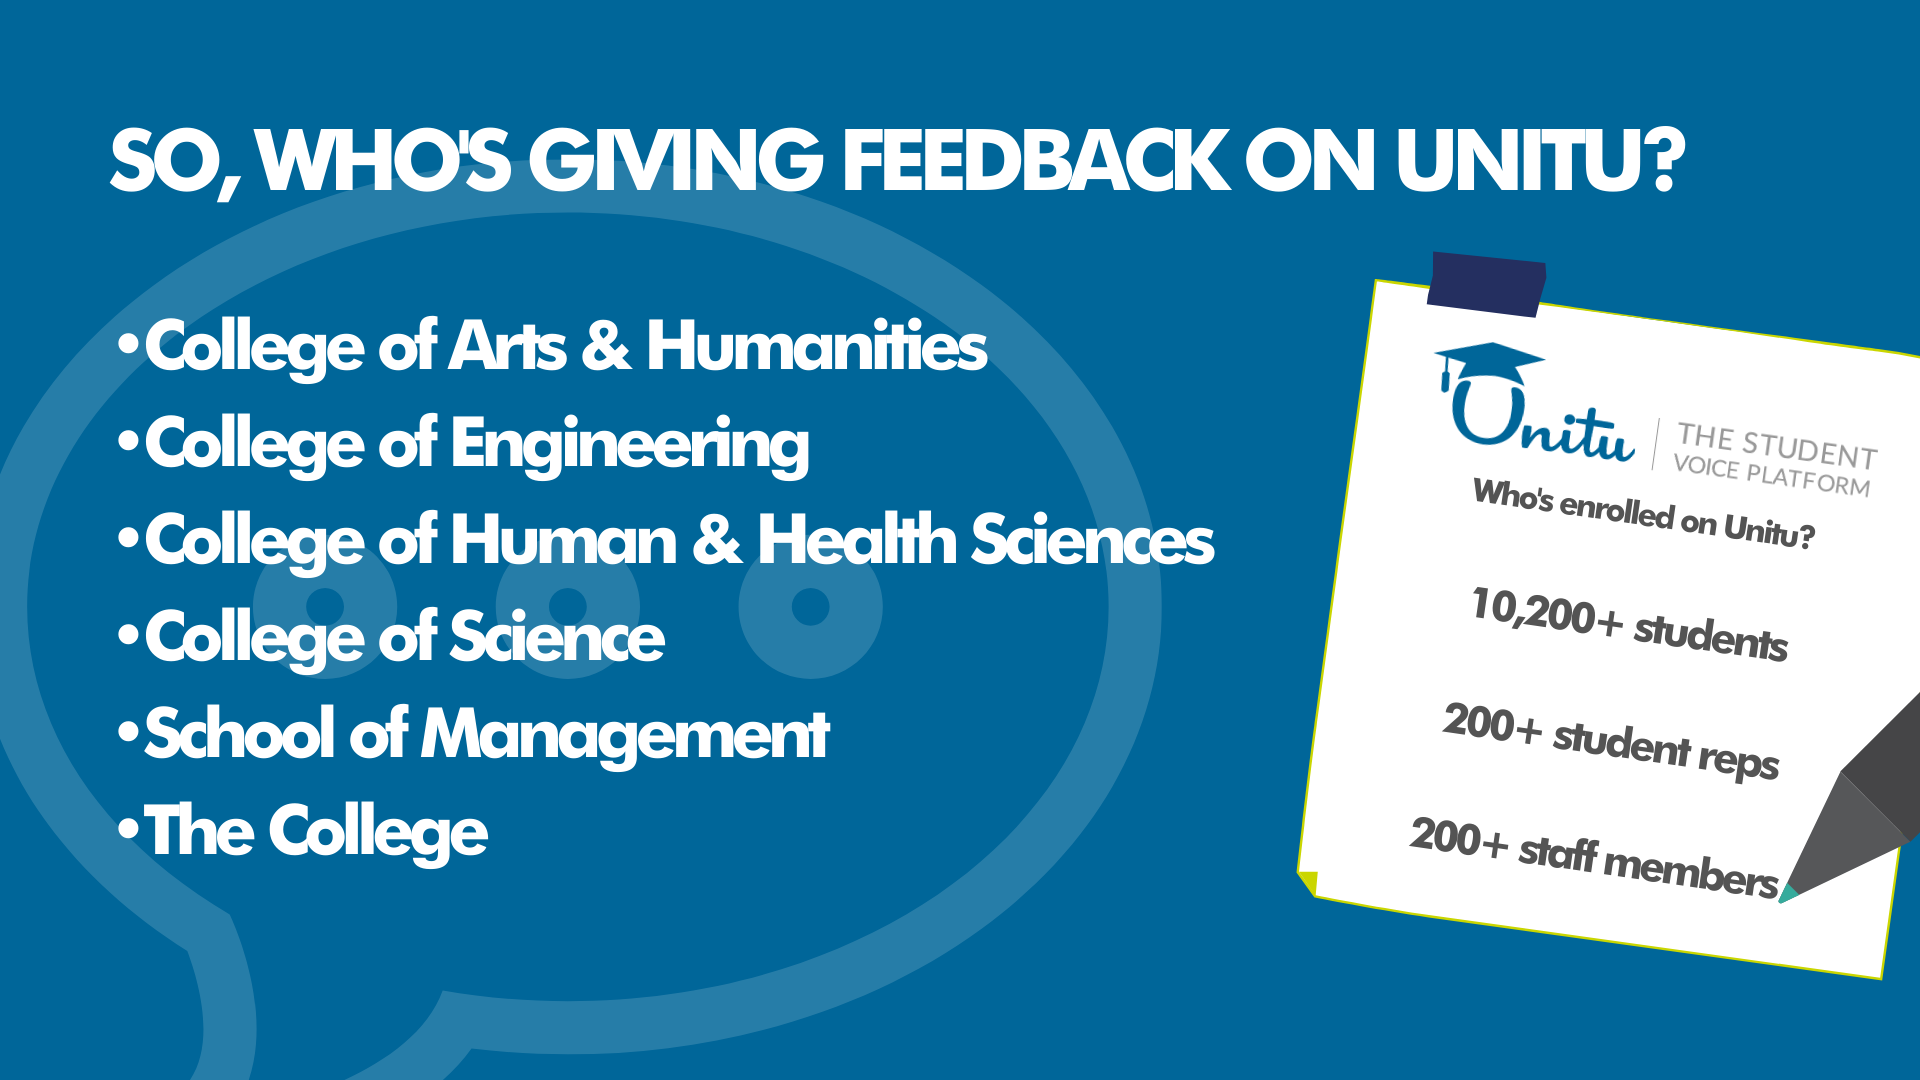 SO, WHO'S GIVING FEEDBACK ON UNITU?
•College of Arts & Humanities
•College of Engineering
•College of Human & Health Sciences
•College of Science
•School of Management
•The College
Unitu
THE STUDENT
VOICE PLATFORM
Who's enrolled on Unitu?
10,200+ students
200+ student reps
200+ staff members